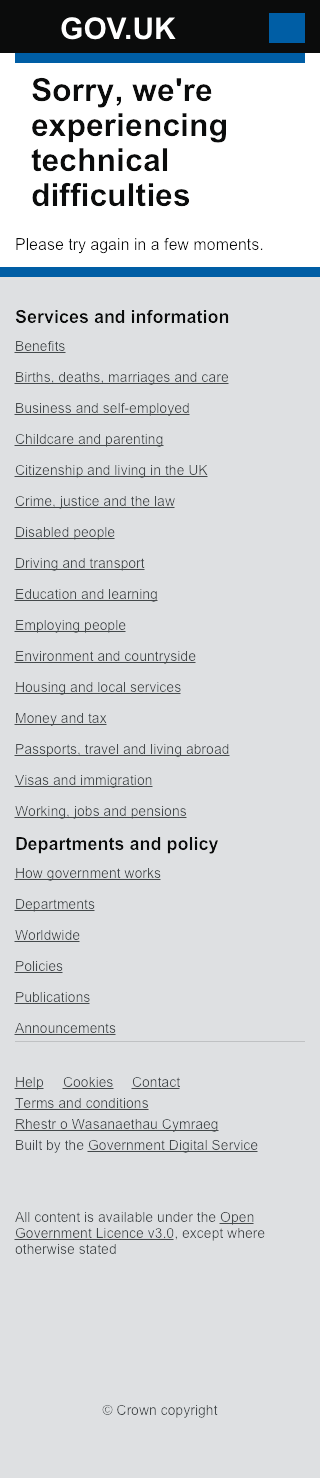 GOV.UK
Sorry, we're
experiencing
technical
difficulties
Please try again in a few moments.
Services and information
Benefits
Births, deaths, marriages and care
Business and self-employed
Childcare and parenting
Citizenship and living in the UK
Crime, justice and the law
Disabled people
Driving and transport
Education and learning
Employing people
Environment and countryside
Housing and local services
Money and tax
Passports, travel and living abroad
Visas and immigration
Working, jobs and pensions
Departments and policy
How government works
Departments
Worldwide
Policies
Publications
Announcements
Help Cookies Contact
Terms and conditions
Rhestr o Wasanaethau Cymraeg
Built by the Government Digital Service
All content is available under the Open
Government Licence v3.0, except where
otherwise stated
© Crown copyright